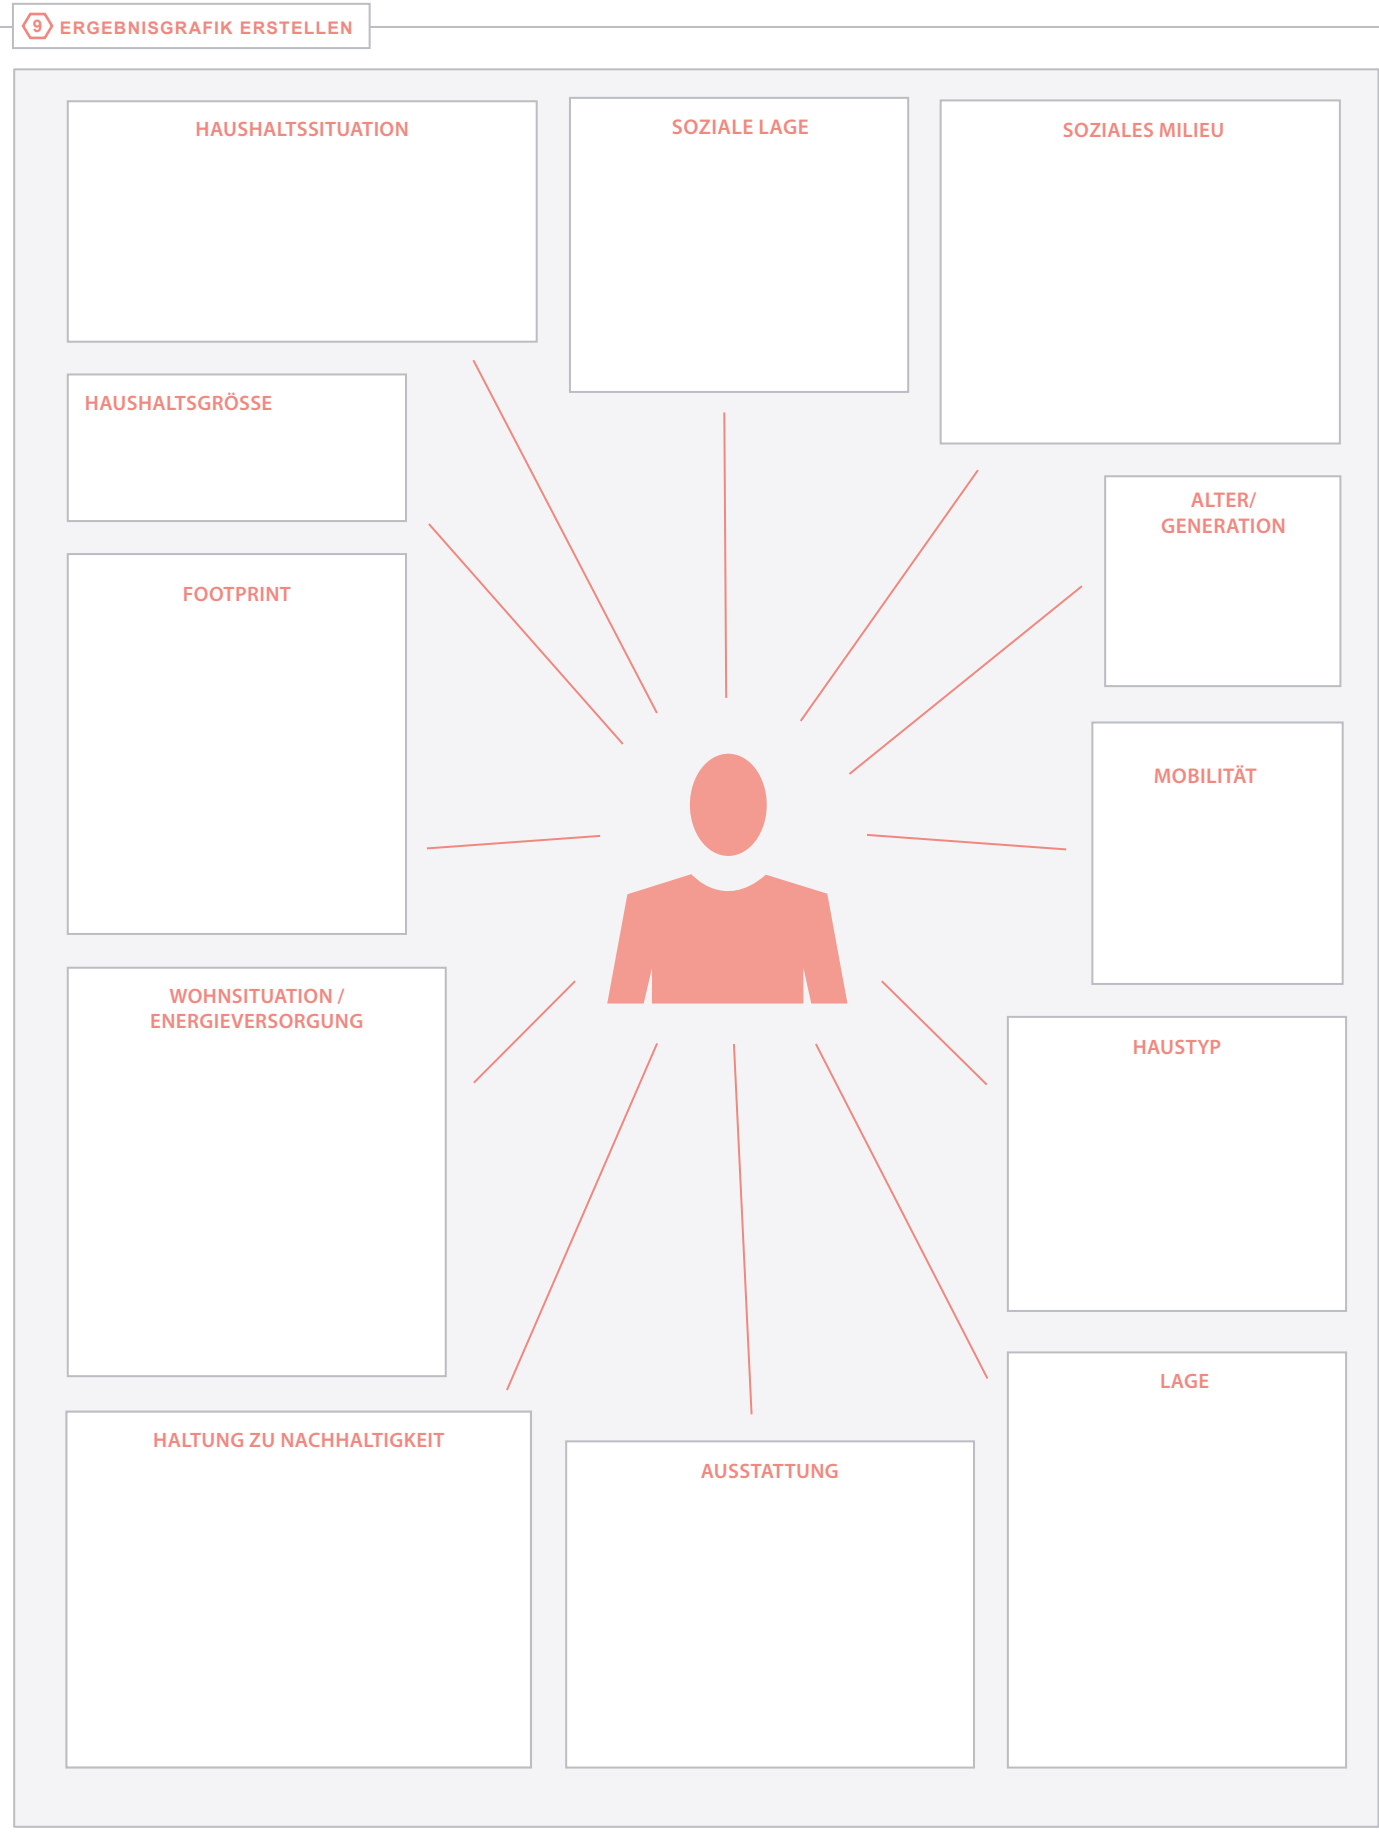 9 ERGEBNISGRAFIK ERSTELLEN
HAUSHALTSSITUATION
SOZIALE LAGE
SOZIALES MILIEU
HAUSHALTSGRÖSSE
ALTER/
GENERATION
FOOTPRINT
MOBILITÄT
WOHNSITUATION /
ENERGIEVERSORGUNG
HAUSTYP
LAGE
HALTUNG ZU NACHHALTIGKEIT
AUSSTATTUNG